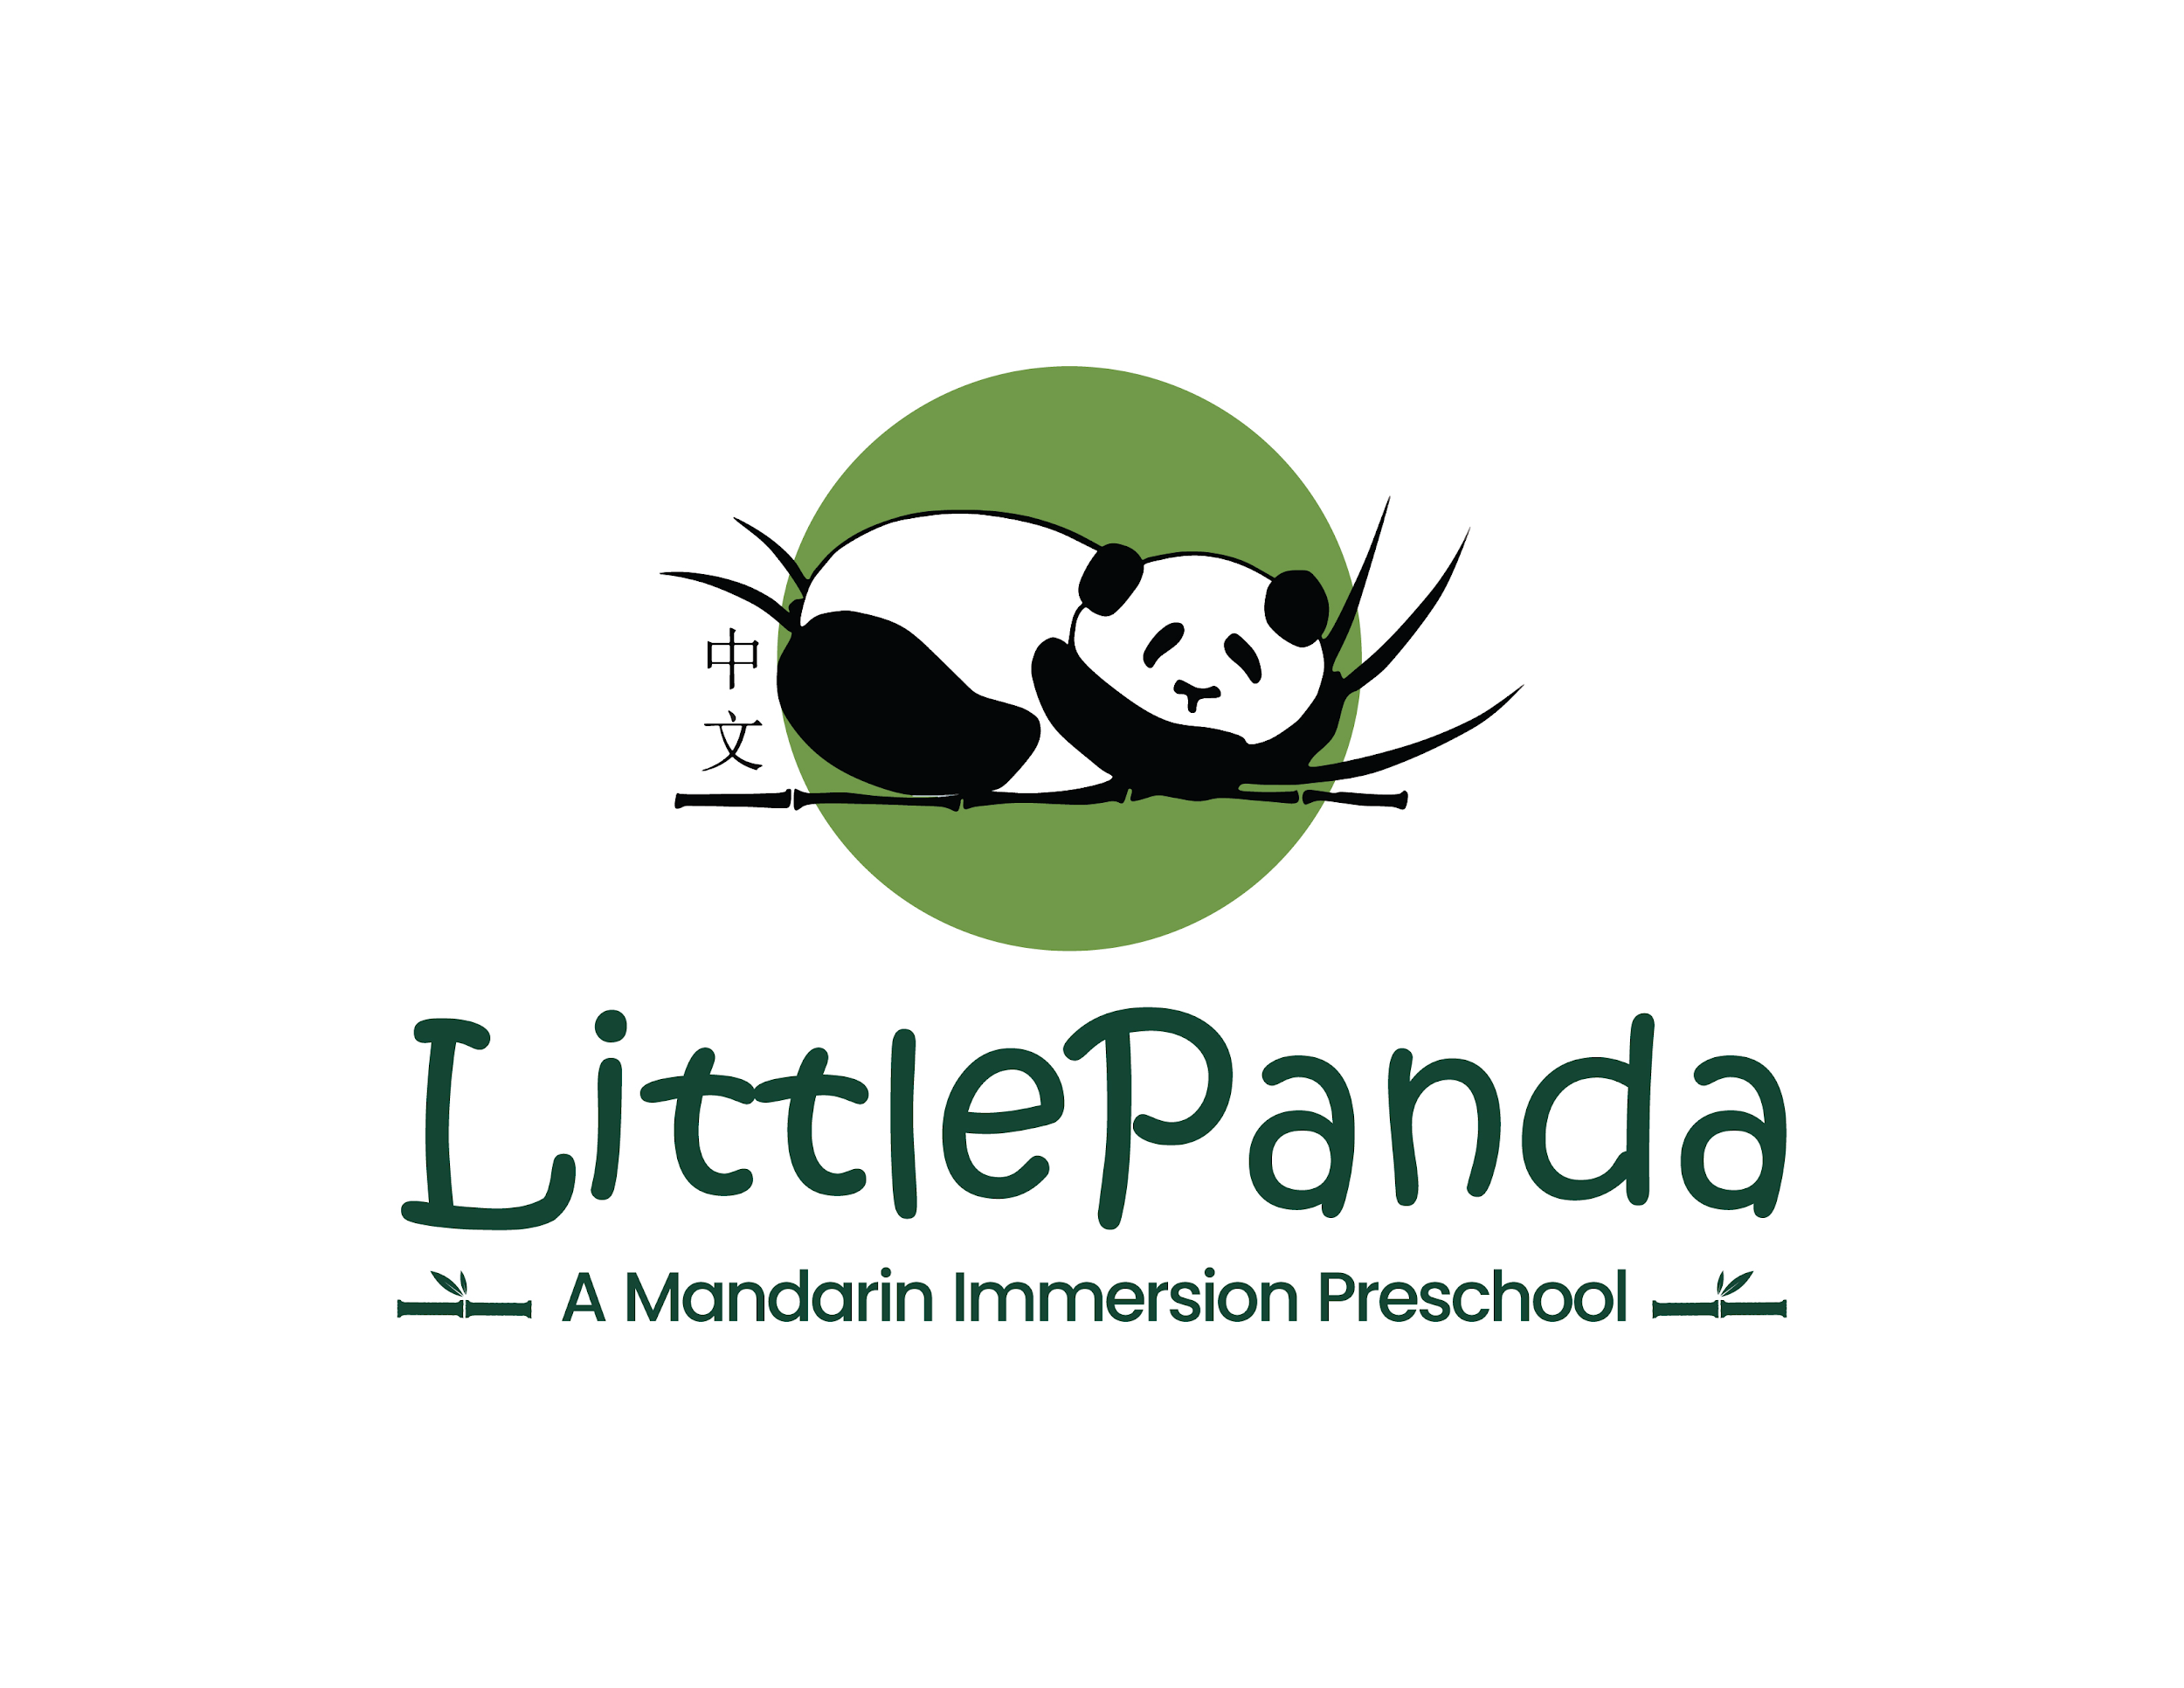 中
文
LittlePanda
A Mandarin Immersion Preschool